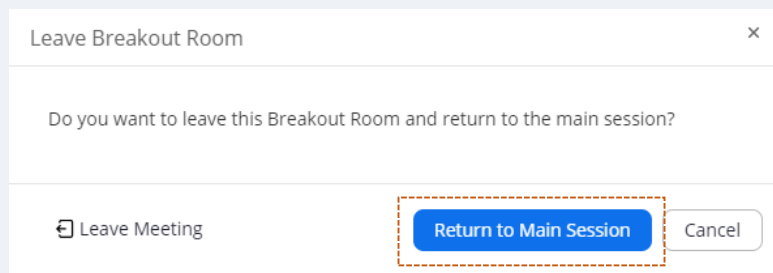 Leave Breakout Room
Do you want to leave this Breakout Room and return to the main session?
Leave Meeting Return to Main Session Cancel